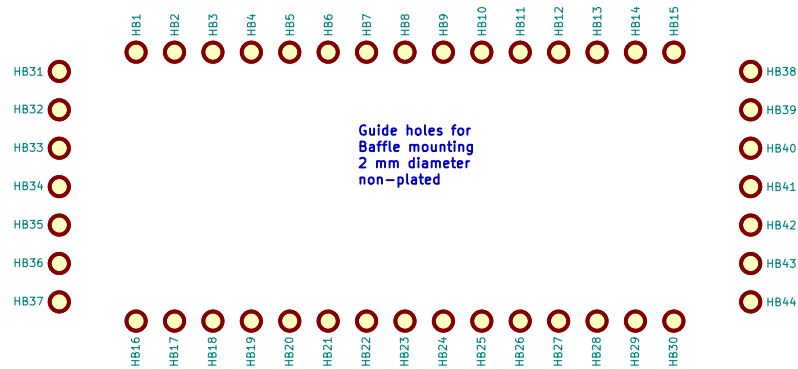 HB1
HB2
HB3
HB4
HB5
HB6
HB7
HB8
HB9
HB10
HB11
HB12
HB13
HB14
HB15
HB31
HB32
HB33
HB34
HB35
HB36
HB37
Guide holes for
Baffle mounting
2 mm diameter
non-plated
HB38
HB39
HB40
HB41
HB42
HB43
HB44
HB16
HB17
HB18
HB19
HB20
HB21
HB22
HB23
HB24
HB25
HB26
HB27
HB28
HB29
HB30